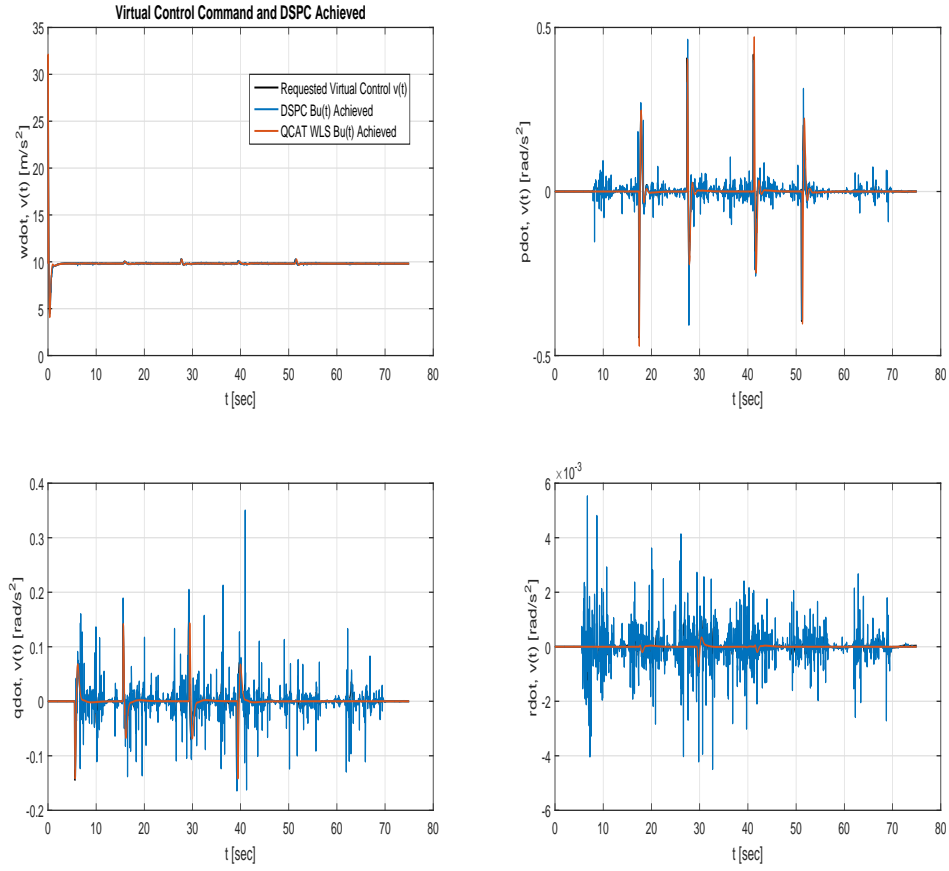 Virtual Control Command and DSPC Achieved
35
30
25
20
15
10
5
0
wdot, v(t) [m/s²]
Requested Virtual Control v(t)
DSPC Bu(t) Achieved
QCAT WLS Bu(t) Achieved
0 10 20 30 40 50 60 70 80
t [sec]
0.5
0
-0.5
pdot, v(t) [rad/s²]
0 10 20 30 40 50 60 70 80
t [sec]
0.4
0.3
0.2
0.1
0
-0.1
-0.2
qdot, v(t) [rad/s²]
0 10 20 30 40 50 60 70 80
t [sec]
×10⁻³
6
4
2
0
-2
-4
-6
rdot, v(t) [rad/s²]
0 10 20 30 40 50 60 70 80
t [sec]